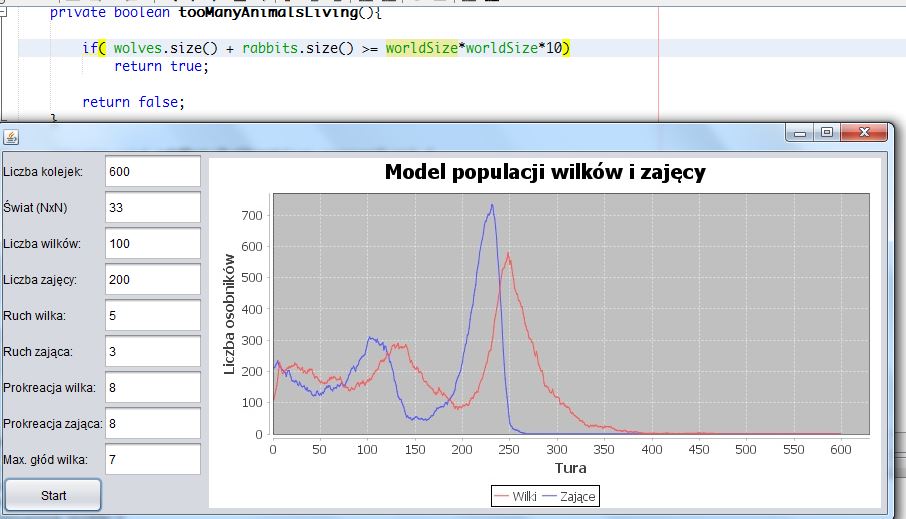 private boolean tooManyAnimalsLiving(){
if( wolves.size() + rabbits.size() >= worldSize*worldSize*10)
return true;
return false;
}
Liczba kolejek: 600
Świat (NxN) 33
Liczba wilków: 100
Liczba zajęcy: 200
Ruch wilka: 5
Ruch zająca: 3
Prokreacja wilka: 8
Prokreacja zająca: 8
Max. głód wilka: 7
Start
Model populacji wilków i zajęcy
Liczba osobników
700
600
500
400
300
200
100
0
0 50 100 150 200 250 300 350 400 450 500 550 600
Tura
Wilki Zające